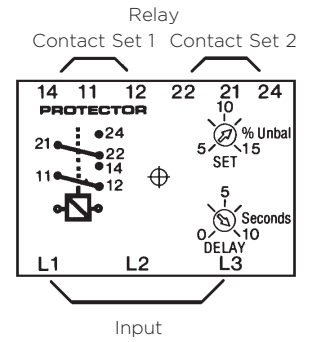 Relay
Contact Set 1 Contact Set 2
14 11 12 22 21 24
PROTECTOR
10
5 15
% Unbal
SET
24
21
22
14
11
12
5
Seconds
0 10
DELAY
L1 L2 L3
Input